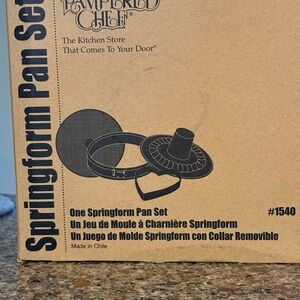 PAMPERED
CHEF®
The Kitchen Store
That Comes To Your Door®
Springform Pan Set
One Springform Pan Set #1540
Un Jeu de Moule à Charnière Springform
Un Juego de Molde Springform con Collar Removible
Made in Chile